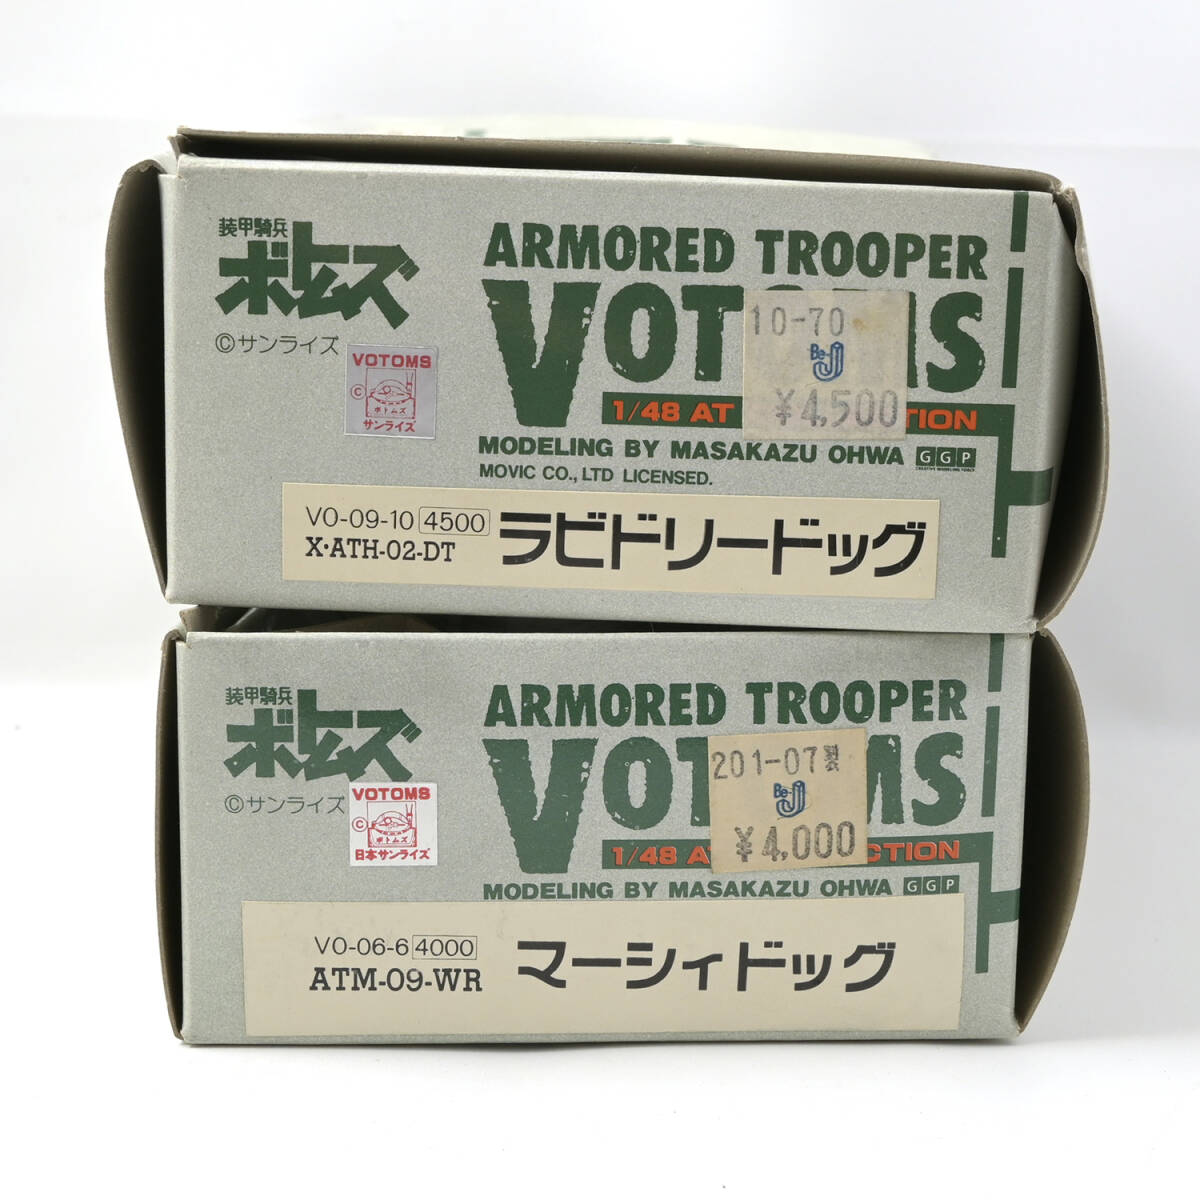 装甲騎兵
ボトムズ
©サンライズ
VOTOMS
©
ボトムズ
サンライズ
ARMORED TROOPER
VOTOMS
10-70
Be-J
¥4,500
1/48 AT CTION
MODELING BY MASAKAZU OHWA GGP
MOVIC CO., LTD LICENSED.
VO-09-10 4500
X·ATH-02-DT
ラビドリードッグ
装甲騎兵
ボトムズ
©サンライズ
VOTOMS
©
ボトムズ
日本サンライズ
ARMORED TROOPER
VOTOMS
201-07製
Be-J
¥4,000
1/48 AT CTION
MODELING BY MASAKAZU OHWA GGP
VO-06-6 4000
ATM-09-WR
マーシィドッグ